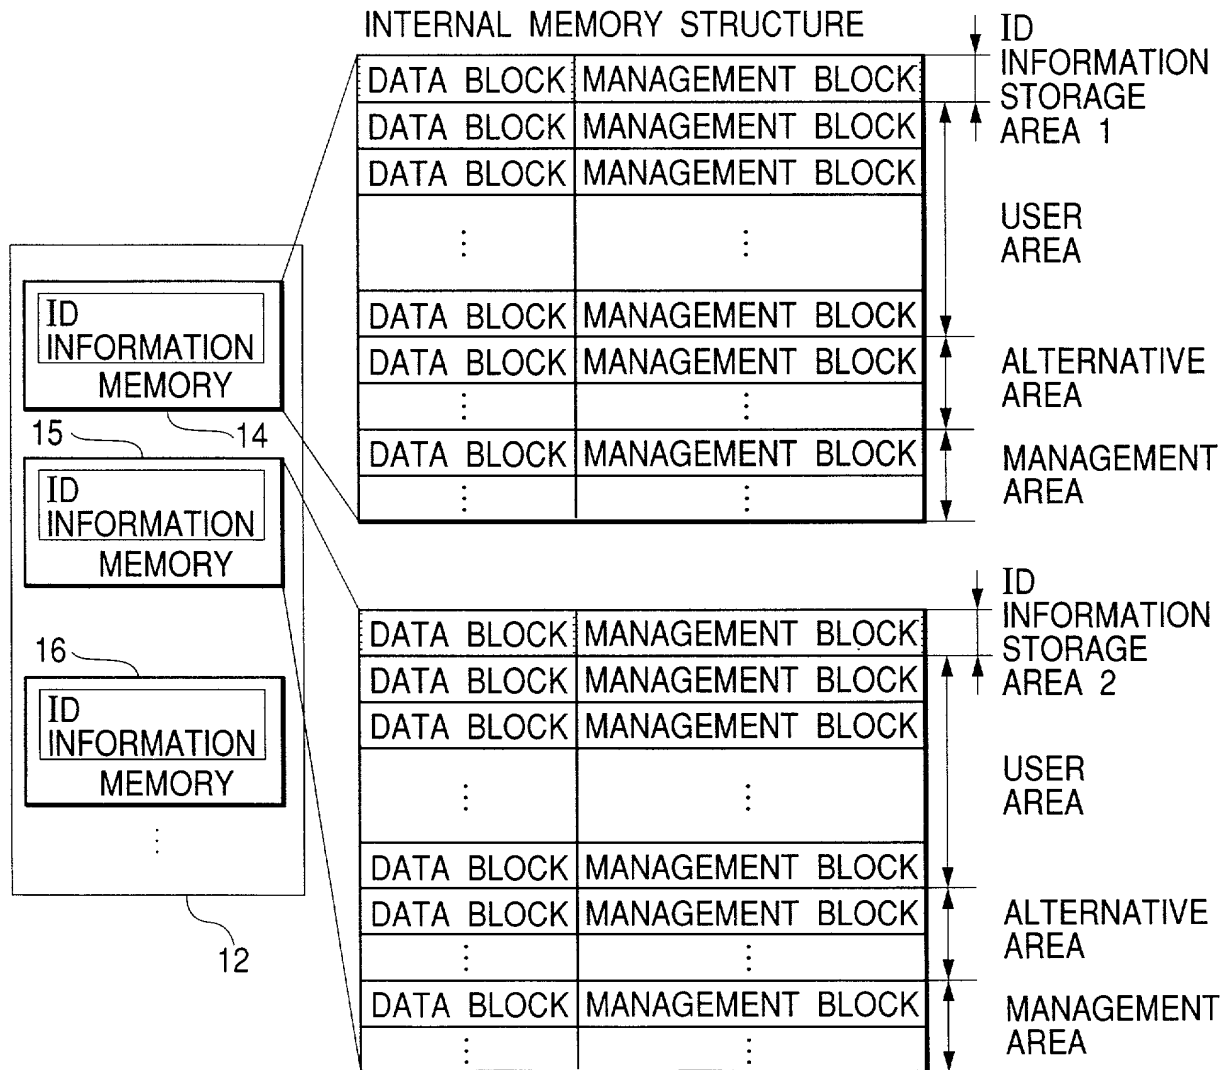 INTERNAL MEMORY STRUCTURE
DATA BLOCK MANAGEMENT BLOCK
DATA BLOCK MANAGEMENT BLOCK
DATA BLOCK MANAGEMENT BLOCK
⋮ ⋮
DATA BLOCK MANAGEMENT BLOCK
DATA BLOCK MANAGEMENT BLOCK
⋮ ⋮
DATA BLOCK MANAGEMENT BLOCK
⋮ ⋮
ID
INFORMATION
STORAGE
AREA 1
USER
AREA
ALTERNATIVE
AREA
MANAGEMENT
AREA
ID
INFORMATION
MEMORY
14
15
ID
INFORMATION
MEMORY
16
ID
INFORMATION
MEMORY
⋮
12
DATA BLOCK MANAGEMENT BLOCK
DATA BLOCK MANAGEMENT BLOCK
DATA BLOCK MANAGEMENT BLOCK
⋮ ⋮
DATA BLOCK MANAGEMENT BLOCK
DATA BLOCK MANAGEMENT BLOCK
⋮ ⋮
DATA BLOCK MANAGEMENT BLOCK
⋮ ⋮
ID
INFORMATION
STORAGE
AREA 2
USER
AREA
ALTERNATIVE
AREA
MANAGEMENT
AREA